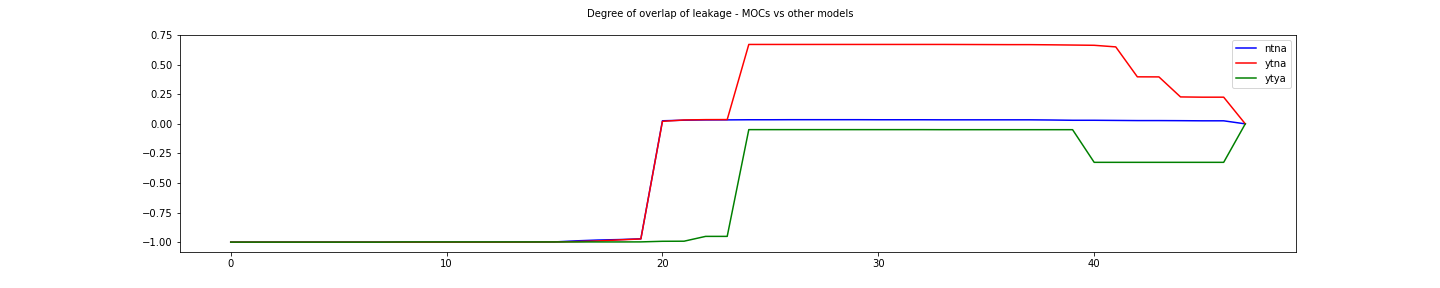 Degree of overlap of leakage - MOCs vs other models
0.75
0.50
0.25
0.00
−0.25
−0.50
−0.75
−1.00
0 10 20 30 40
ntna
ytna
ytya